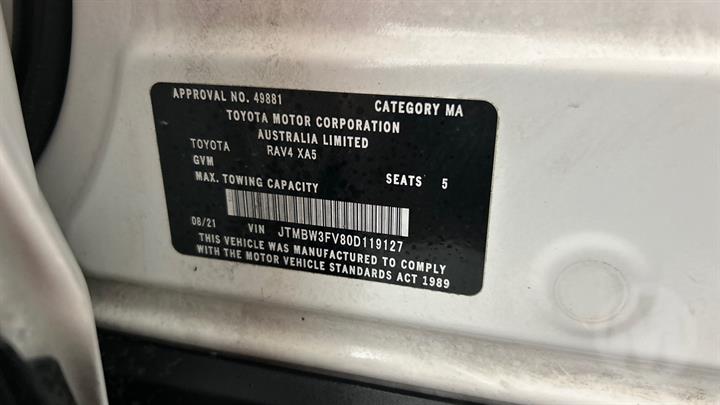 APPROVAL NO. 49881 CATEGORY MA
TOYOTA MOTOR CORPORATION
AUSTRALIA LIMITED
TOYOTA RAV4 XA5
GVM
MAX. TOWING CAPACITY SEATS 5
08/21 VIN JTMBW3FV80D119127
THIS VEHICLE WAS MANUFACTURED TO COMPLY
WITH THE MOTOR VEHICLE STANDARDS ACT 1989